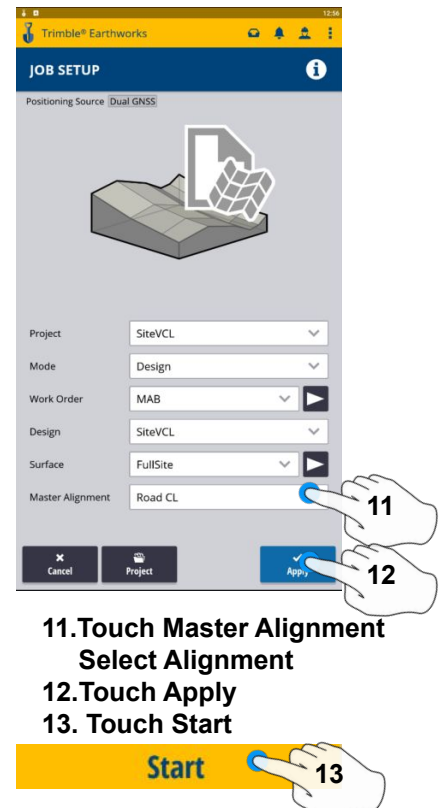 12:56
Trimble® Earthworks
JOB SETUP
i
Positioning Source Dual GNSS
Project SiteVCL
Mode Design
Work Order MAB
Design SiteVCL
Surface FullSite
Master Alignment Road CL
11
Cancel Project Apply
12
11.Touch Master Alignment
Select Alignment
12.Touch Apply
13. Touch Start
Start
13